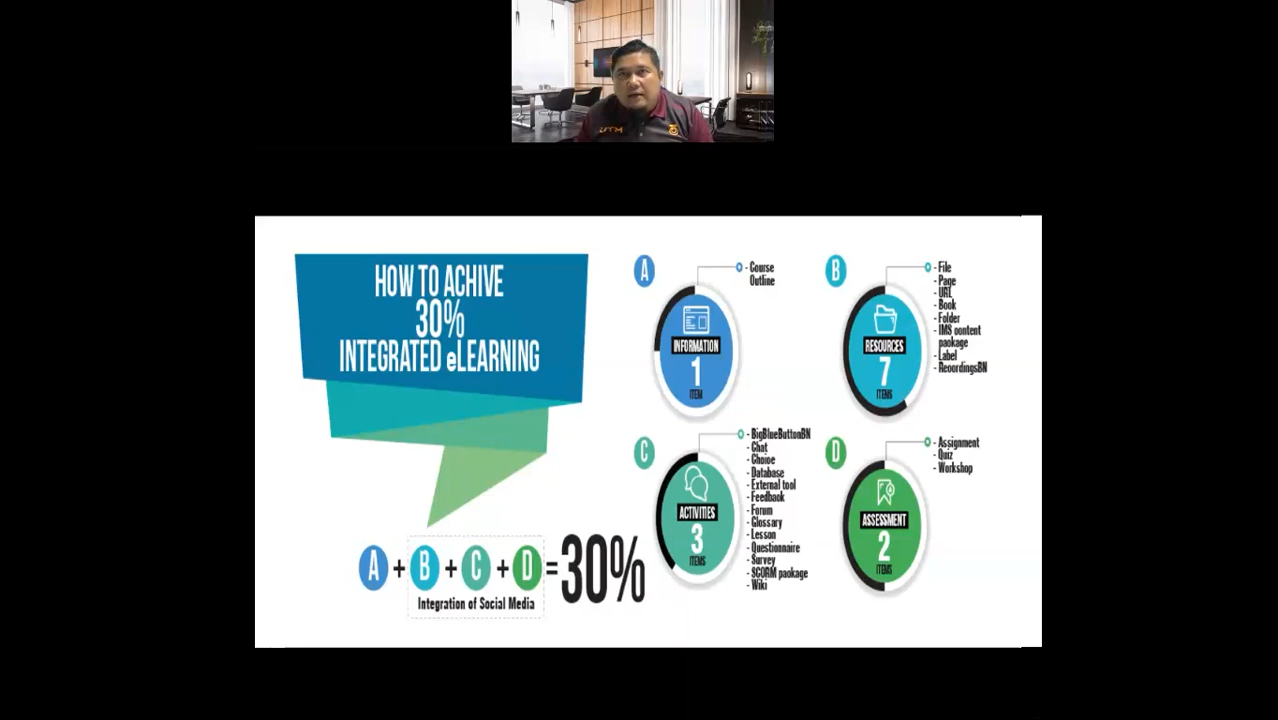 UTM
HOW TO ACHIVE
30%
INTEGRATED eLEARNING
A + B + C + D = 30%
Integration of Social Media
A
- Course
Outline
INFORMATION
1
ITEM
B
- File
- Page
- URL
- Book
- Folder
- IMS content
package
- Label
- RecordingsBN
RESOURCES
7
ITEMS
C
- BigBlueButtonBN
- Chat
- Choice
- Database
- External tool
- Feedback
- Forum
- Glossary
- Lesson
- Questionnaire
- Survey
- SCORM package
- Wiki
ACTIVITIES
3
ITEMS
D
- Assignment
- Quiz
- Workshop
ASSESSMENT
2
ITEMS